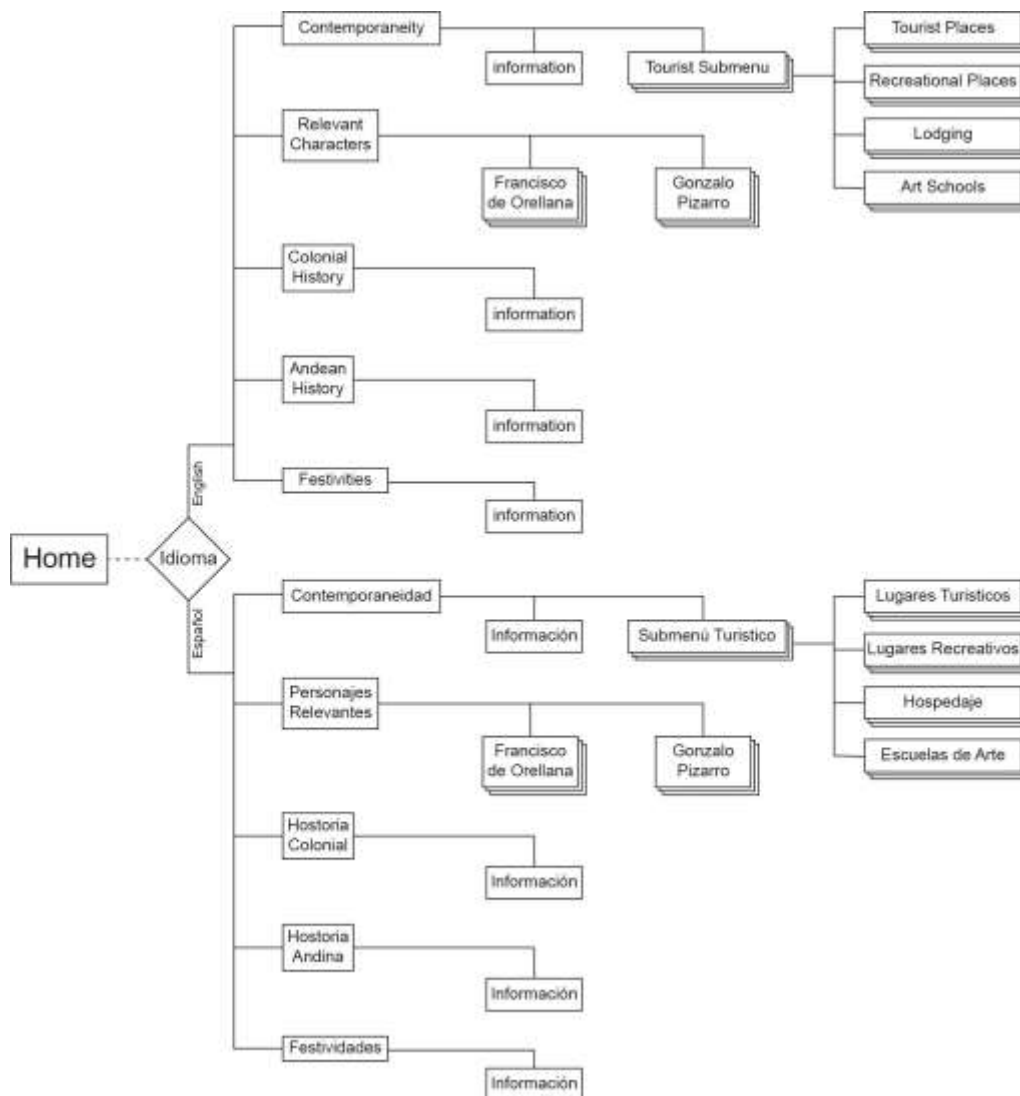 Contemporaneity
information
Tourist Submenu
Tourist Places
Recreational Places
Lodging
Art Schools
Relevant
Characters
Francisco
de Orellana
Gonzalo
Pizarro
Colonial
History
information
Andean
History
information
Festivities
information
English
Home
Idioma
Español
Contemporaneidad
Información
Submenú Turistico
Lugares Turisticos
Lugares Recreativos
Hospedaje
Escuelas de Arte
Personajes
Relevantes
Francisco
de Orellana
Gonzalo
Pizarro
Hostoria
Colonial
Información
Hostoria
Andina
Información
Festividades
Información